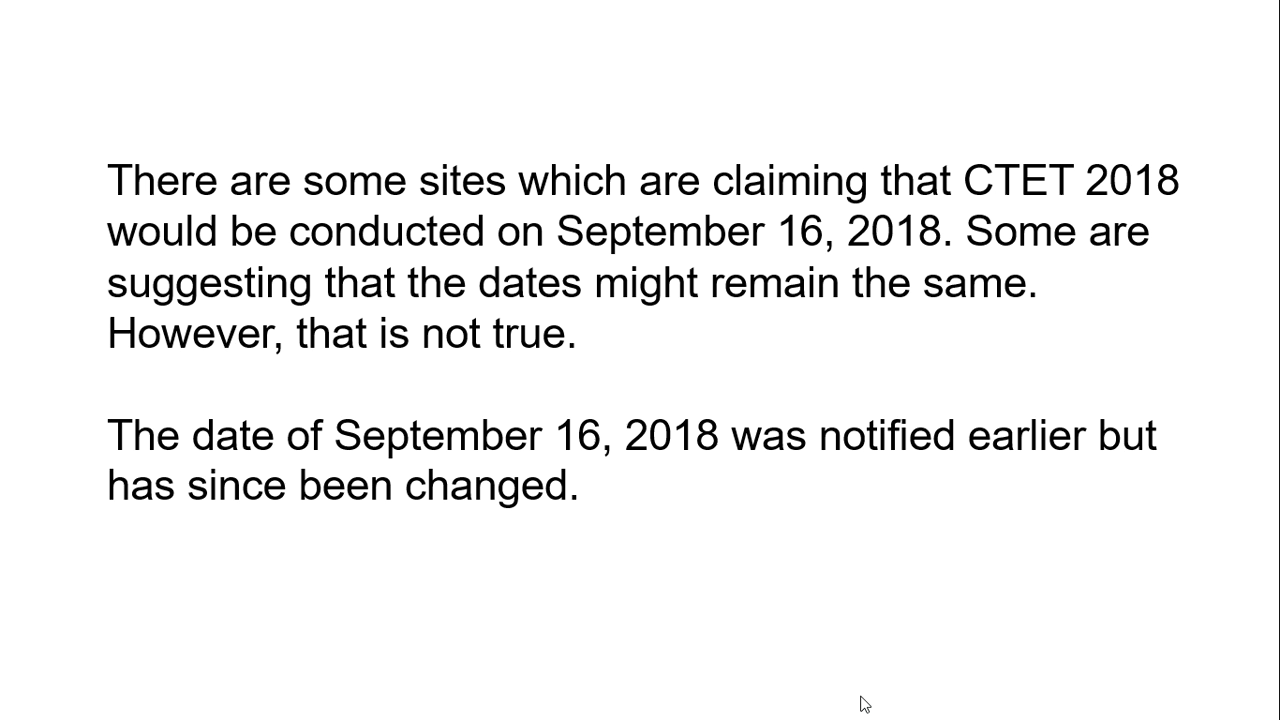 There are some sites which are claiming that CTET 2018
would be conducted on September 16, 2018. Some are
suggesting that the dates might remain the same.
However, that is not true.
The date of September 16, 2018 was notified earlier but
has since been changed.